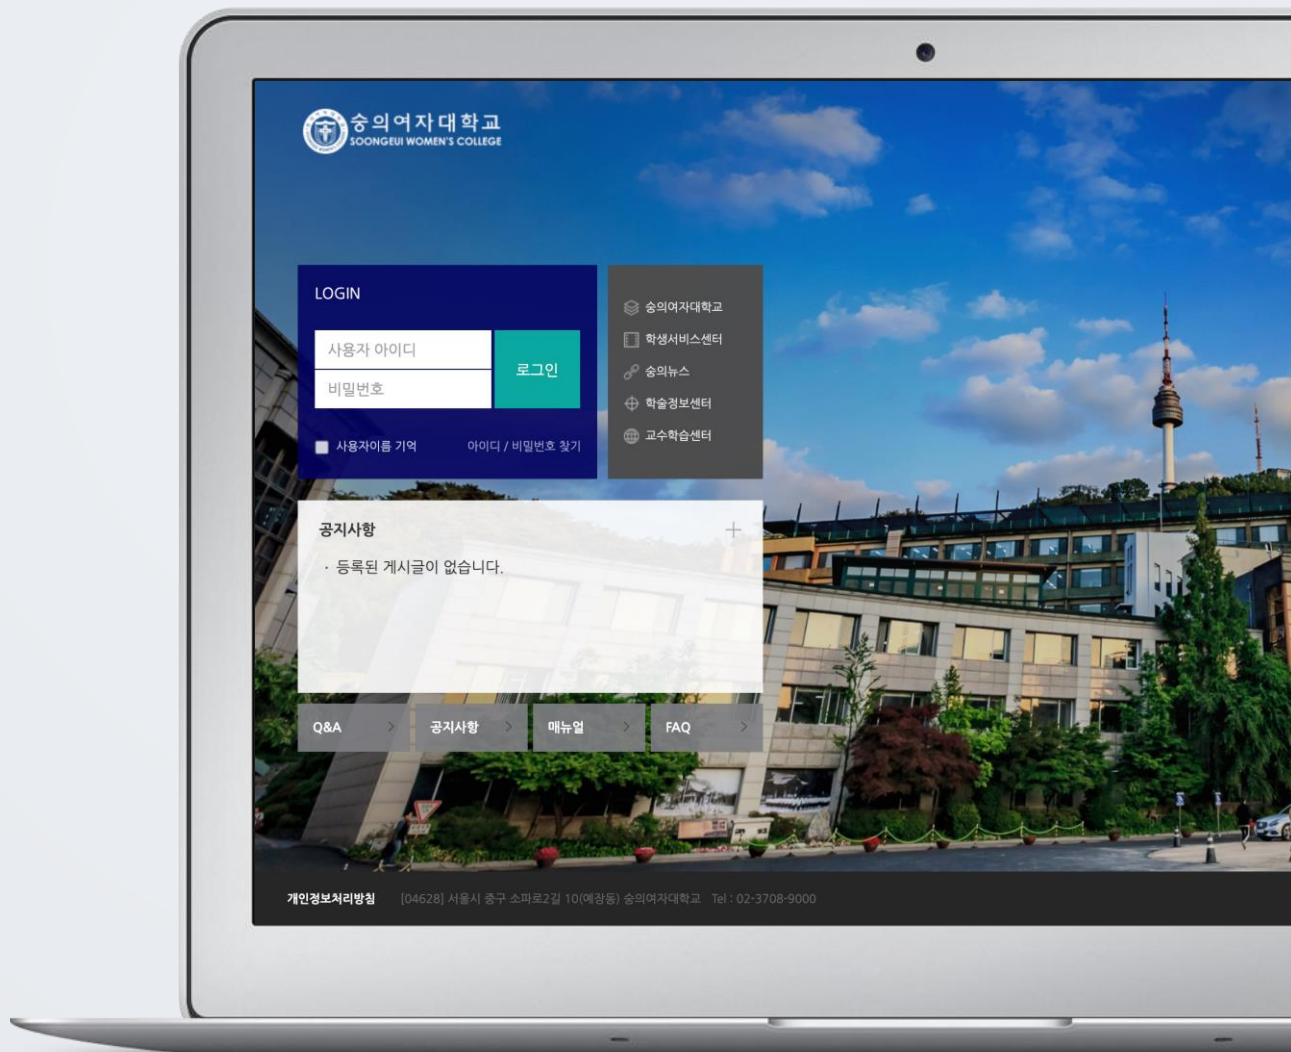 숭의여자대학교
SOONGEUI WOMEN'S COLLEGE
LOGIN
사용자 아이디
비밀번호
로그인
사용자이름 기억
아이디 / 비밀번호 찾기
숭의여자대학교
학생서비스센터
숭의뉴스
학술정보센터
교수학습센터
공지사항
· 등록된 게시글이 없습니다.
Q&A
공지사항
매뉴얼
FAQ
개인정보처리방침 [04628] 서울시 중구 소파로2길 10(예장동) 숭의여자대학교 Tel : 02-3708-9000